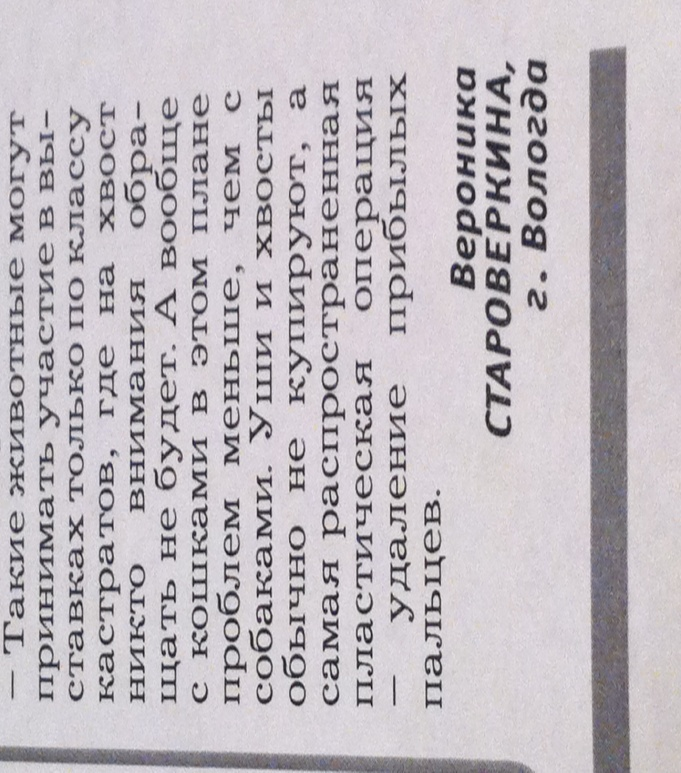 – Такие животные могут
принимать участие в вы-
ставках только по классу
кастратов, где на хвост
никто внимания обра-
щать не будет. А вообще
с кошками в этом плане
проблем меньше, чем с
собаками. Уши и хвосты
обычно не купируют, а
самая распространенная
пластическая операция
– удаление прибылых
пальцев.
Вероника
СТАРОВЕРКИНА,
г. Вологда